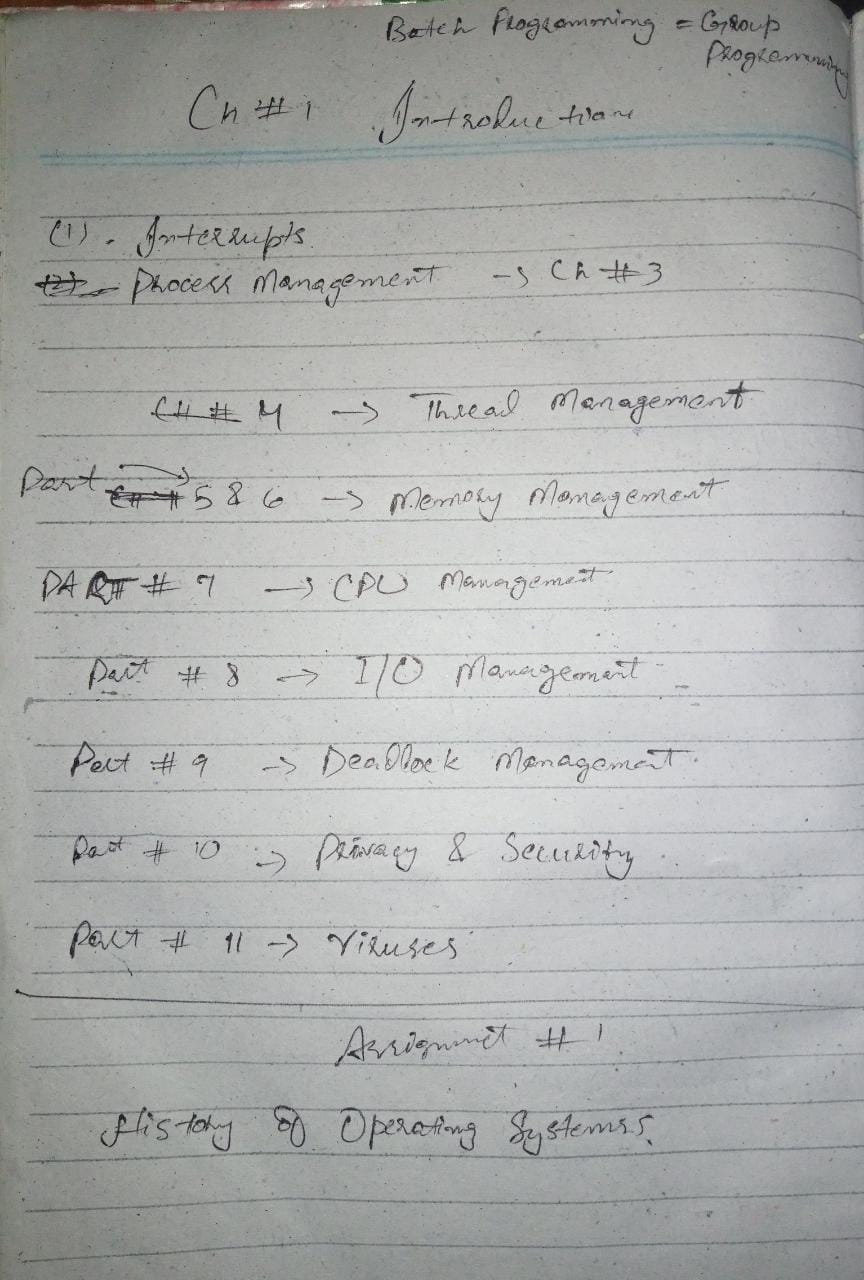 Batch Programming = Group
Programming
Ch # 1 Introduction
(1). Interrupts
(2). Process Management → Ch # 3
CH # 4 → Thread Management
Part CH # 5 & 6 → Memory Management
PART # 7 → CPU Management
Part # 8 → I/O Management
Part # 9 → Deadlock Management.
Part # 10 → Privacy & Security.
Part # 11 → Viruses
Assignment # 1
History of Operating Systems.